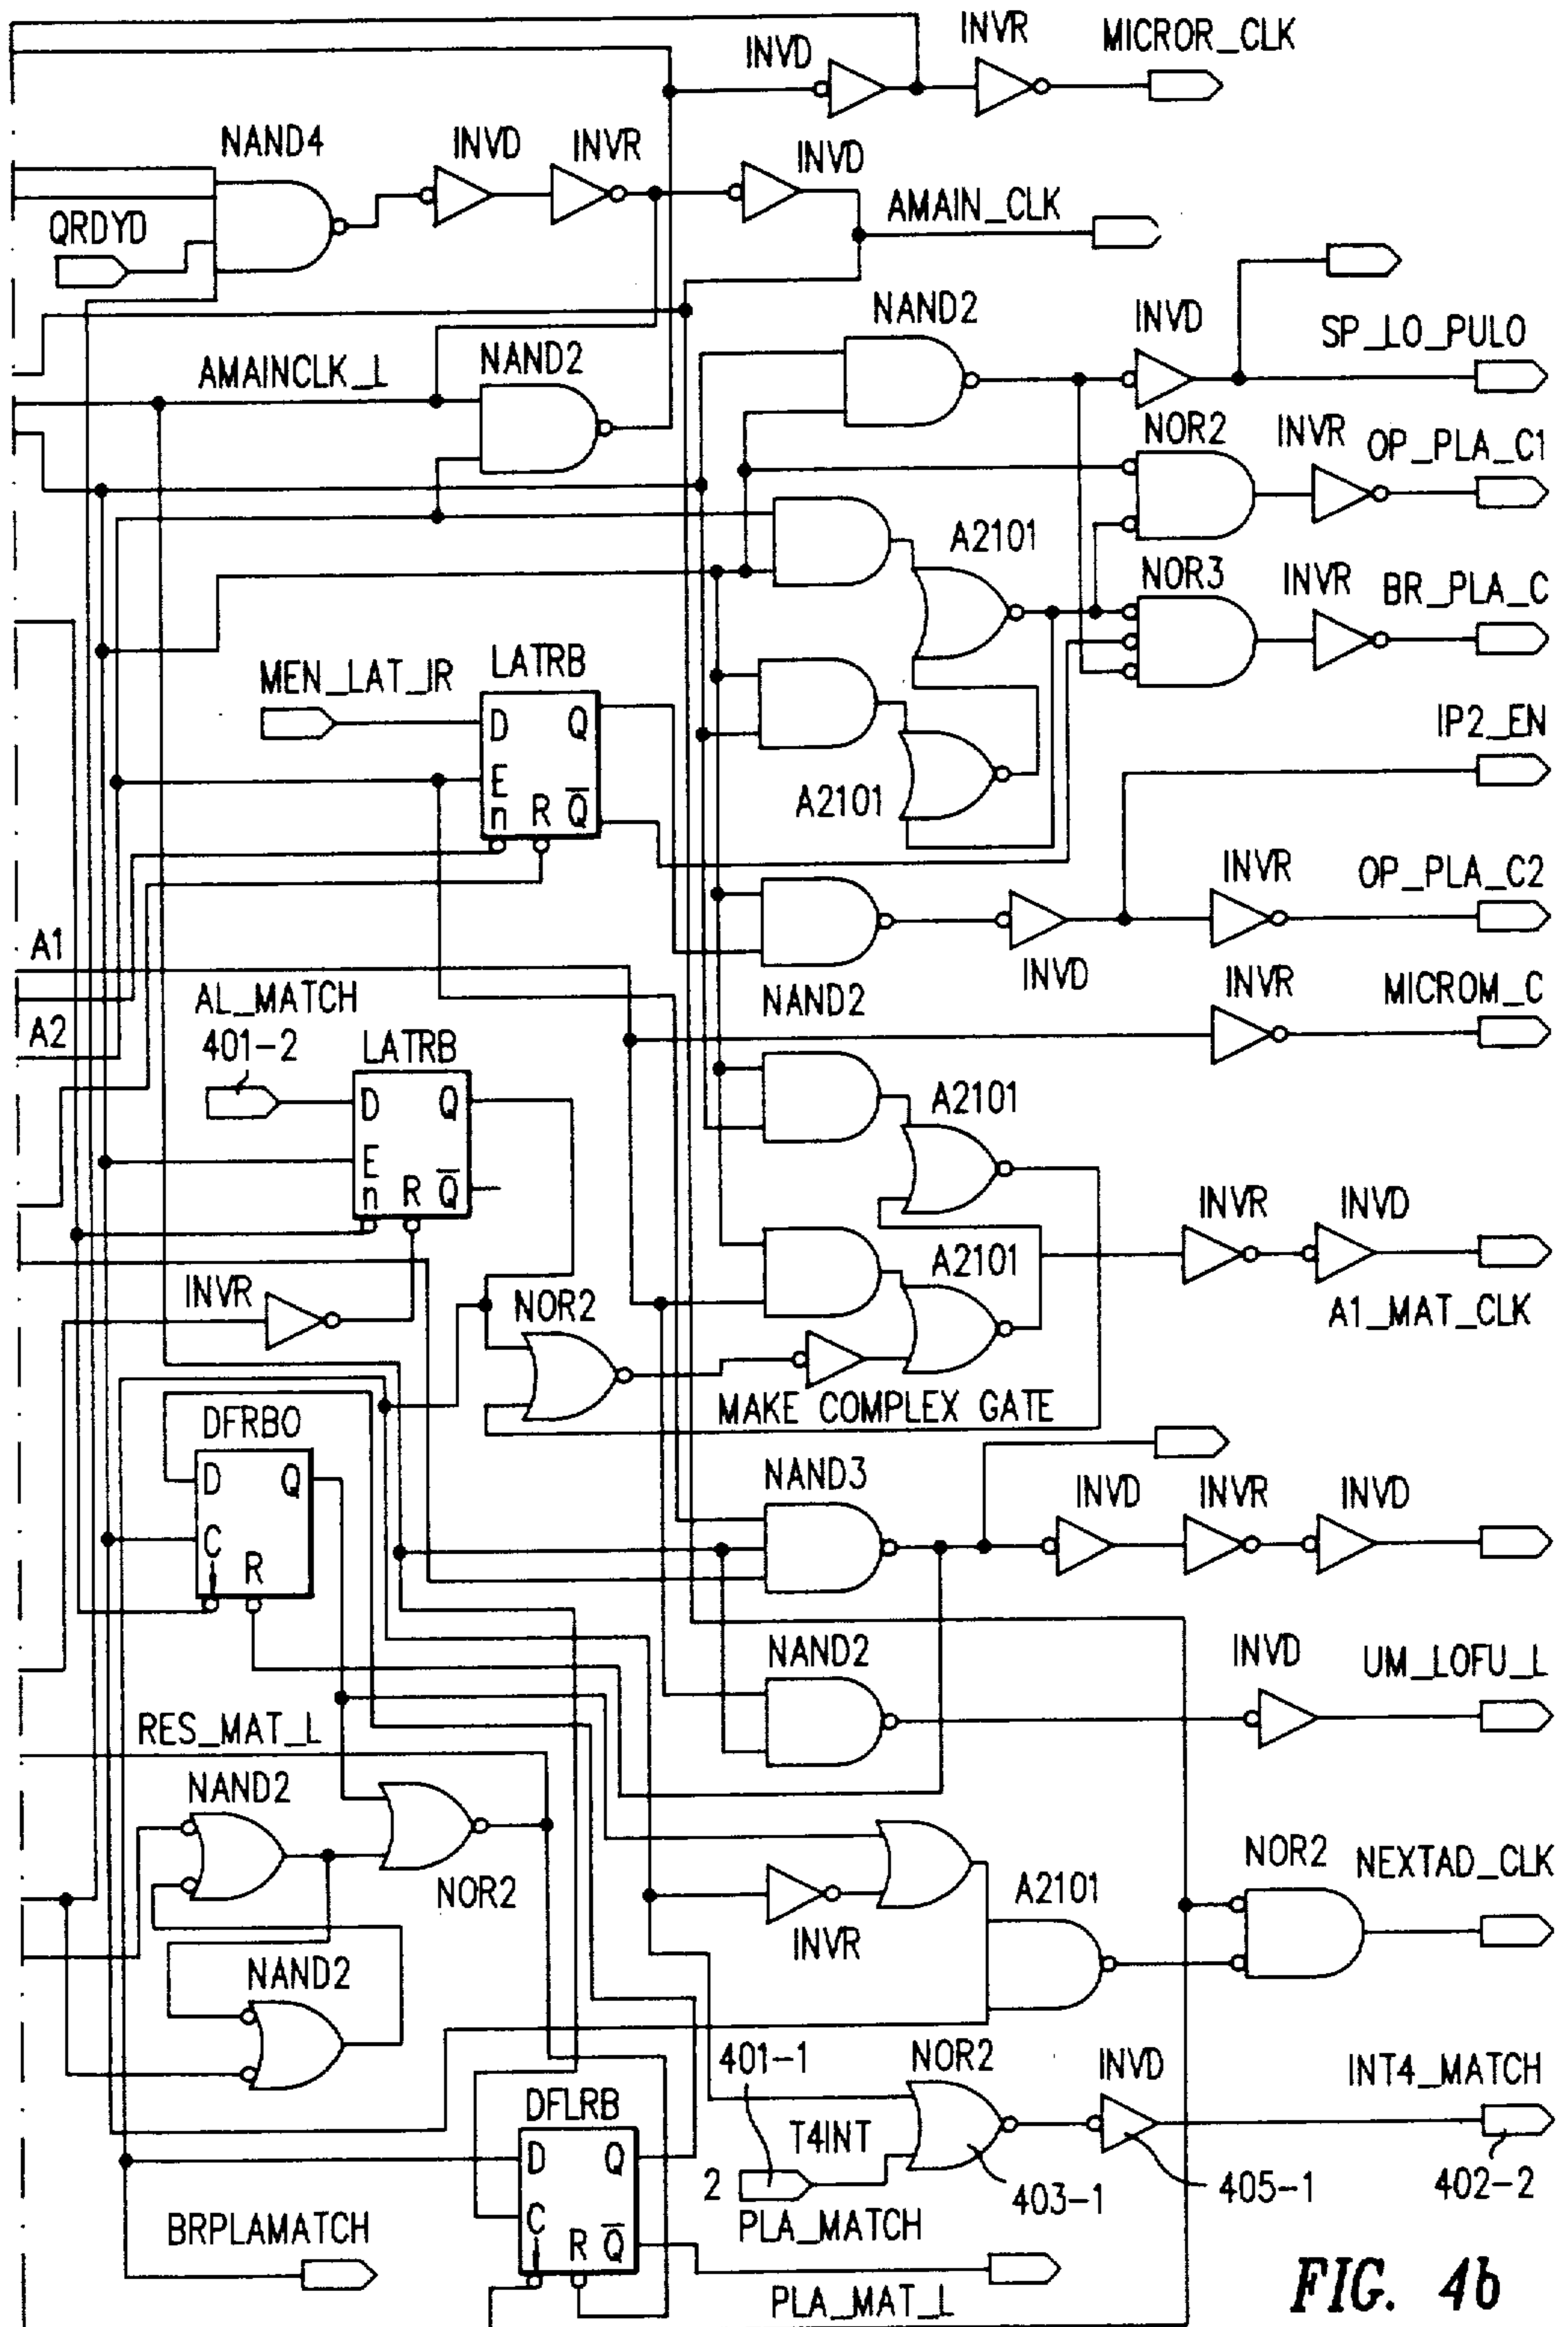 INVD INVR MICROR_CLK
NAND4 INVD INVR INVD
QRDYD AMAIN_CLK
NAND2 INVD SP_LO_PULO
AMAINCLK_L NAND2
NOR2 INVR OP_PLA_C1
A2101 NOR3 INVR BR_PLA_C
MEN_LAT_IR LATRB
D Q
E
n R Q
A2101 IP2_EN
INVR OP_PLA_C2
A1 INVD
AL_MATCH NAND2 INVR MICROM_C
A2 401-2 LATRB
D Q A2101
E
n R Q
INVR INVD
INVR NOR2 A2101 A1_MAT_CLK
MAKE COMPLEX GATE
DFRBO
D Q NAND3 INVD INVR INVD
C
R
NAND2 INVD UM_LOFU_L
RES_MAT_L
NAND2
NOR2 A2101 NOR2 NEXTAD_CLK
INVR
NAND2
401-1 NOR2 INVD INT4_MATCH
DFLRB T4INT
D Q 2 403-1 405-1 402-2
C PLA_MATCH
BRPLAMATCH R Q
PLA_MAT_L
FIG. 4b